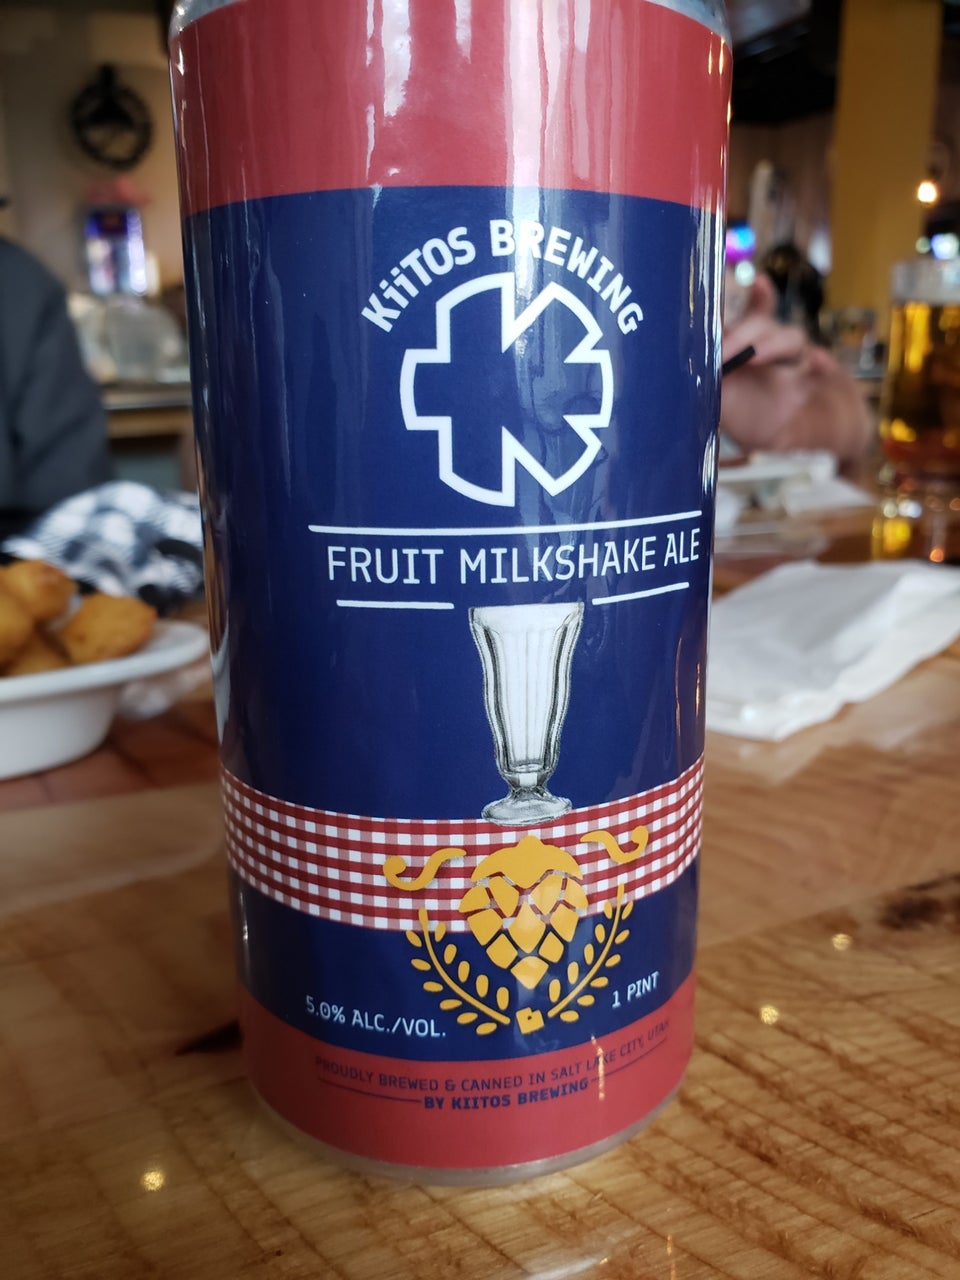 KiiTOS BREWING
FRUIT MILKSHAKE ALE
5.0% ALC./VOL.
1 PINT
PROUDLY BREWED & CANNED IN SALT LAKE CITY, UTAH
BY KIITOS BREWING